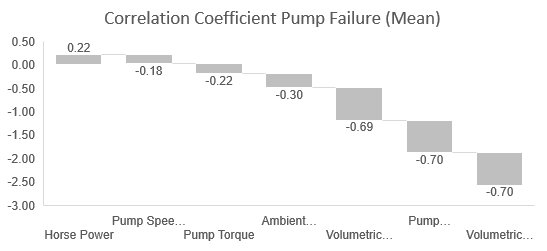 Correlation Coefficient Pump Failure (Mean)
0.50
0.00
-0.50
-1.00
-1.50
-2.00
-2.50
-3.00
0.22
-0.18
-0.22
-0.30
-0.69
-0.70
-0.70
Pump Spee…
Ambient…
Pump…
Horse Power
Pump Torque
Volumetric…
Volumetric…